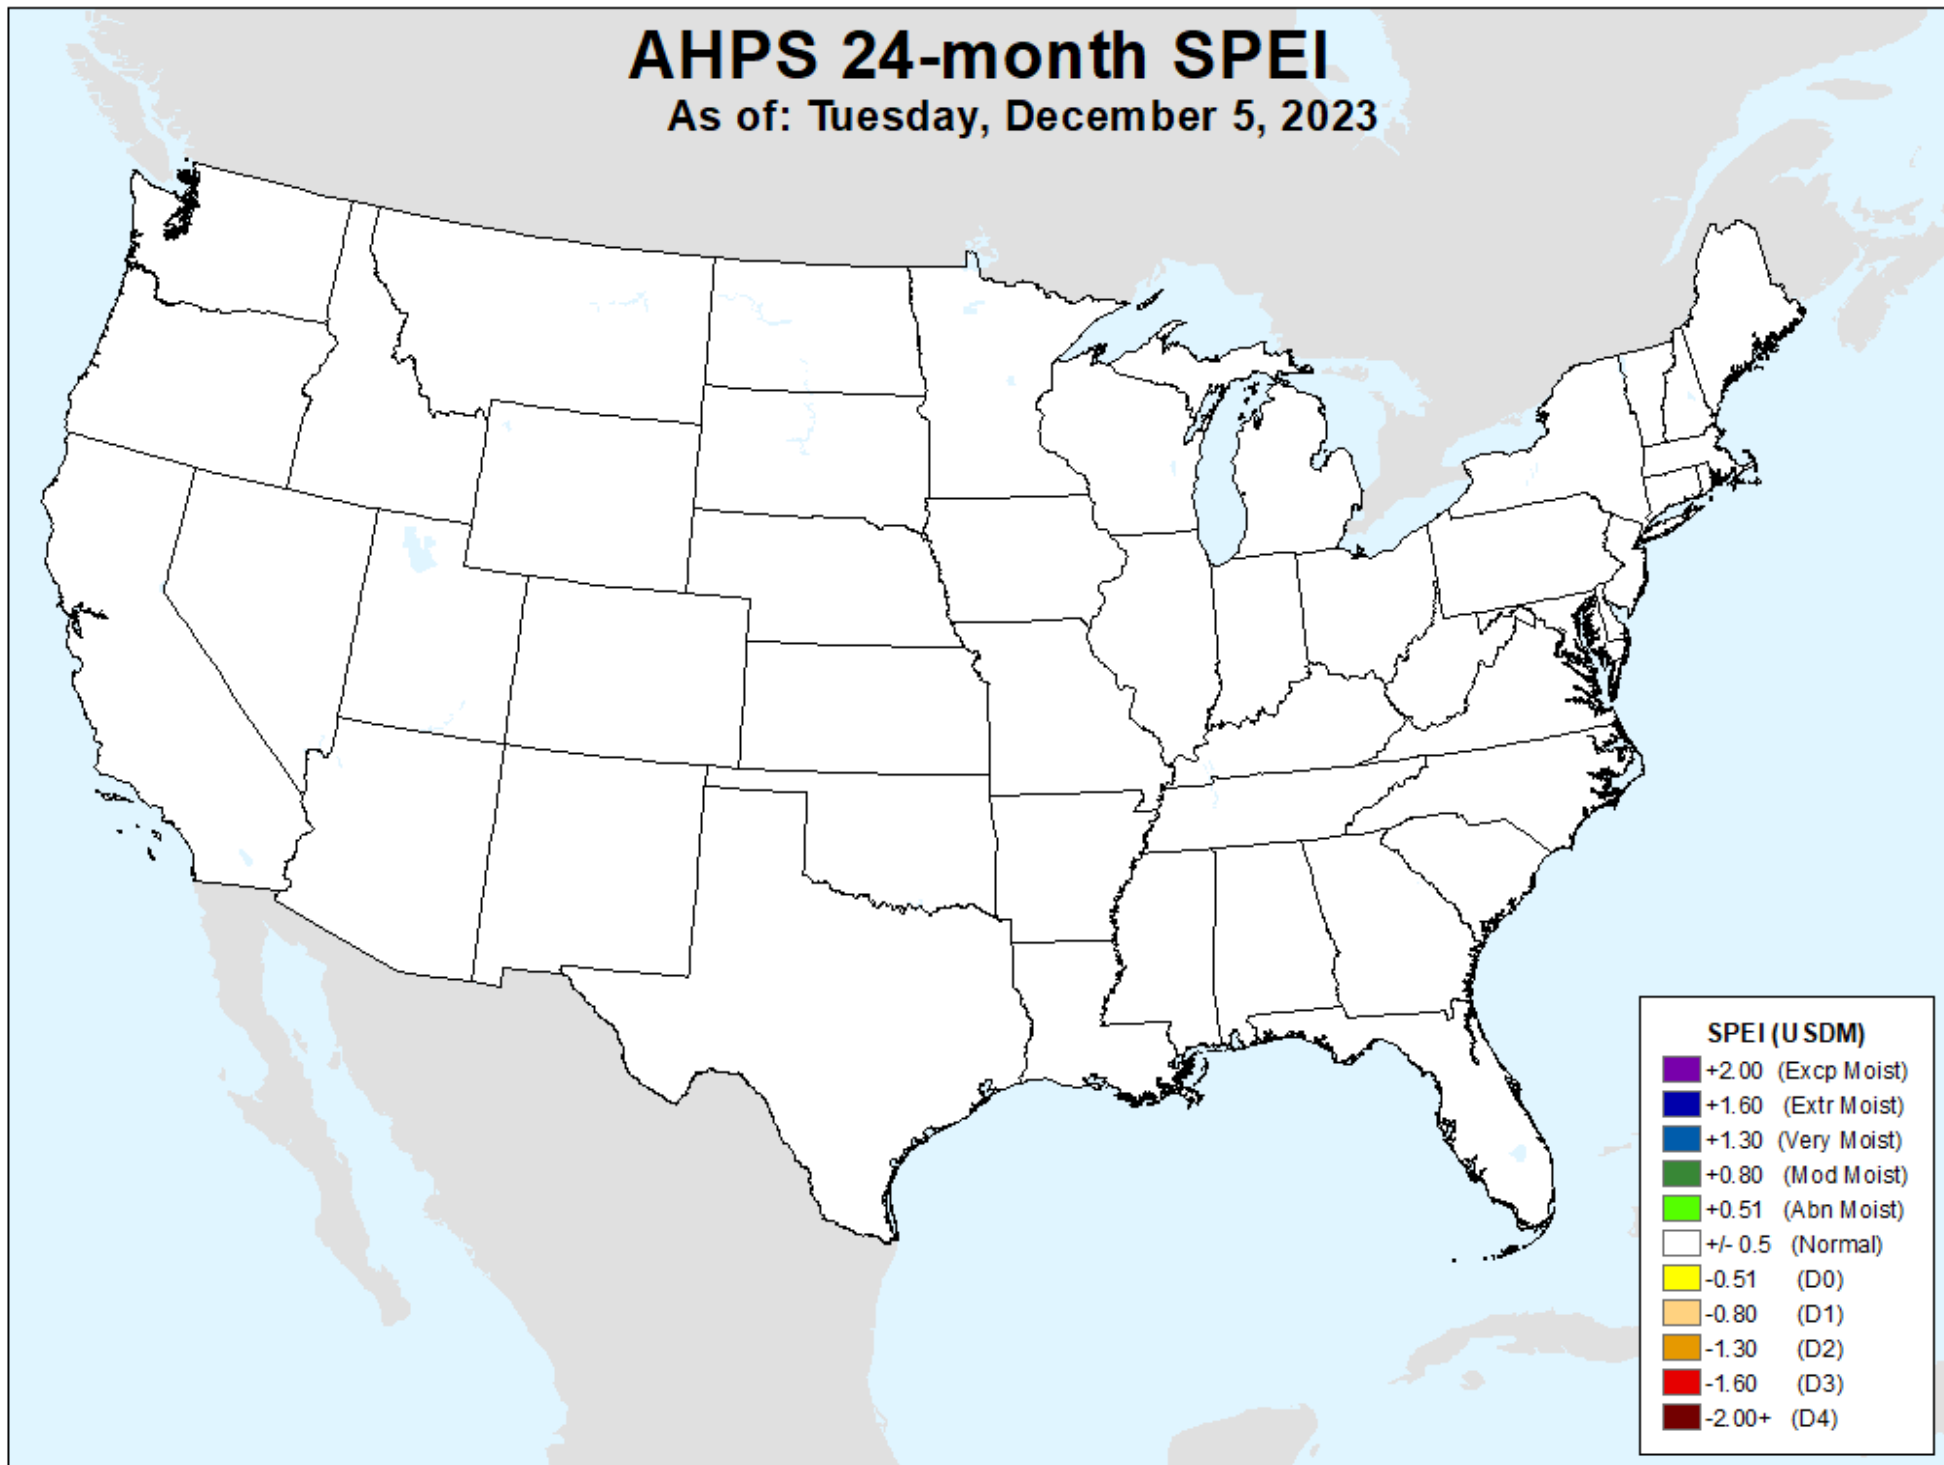 AHPS 24-month SPEI
As of: Tuesday, December 5, 2023
SPEI (USDM)
+2.00 (Excp Moist)
+1.60 (Extr Moist)
+1.30 (Very Moist)
+0.80 (Mod Moist)
+0.51 (Abn Moist)
+/- 0.5 (Normal)
-0.51 (D0)
-0.80 (D1)
-1.30 (D2)
-1.60 (D3)
-2.00+ (D4)